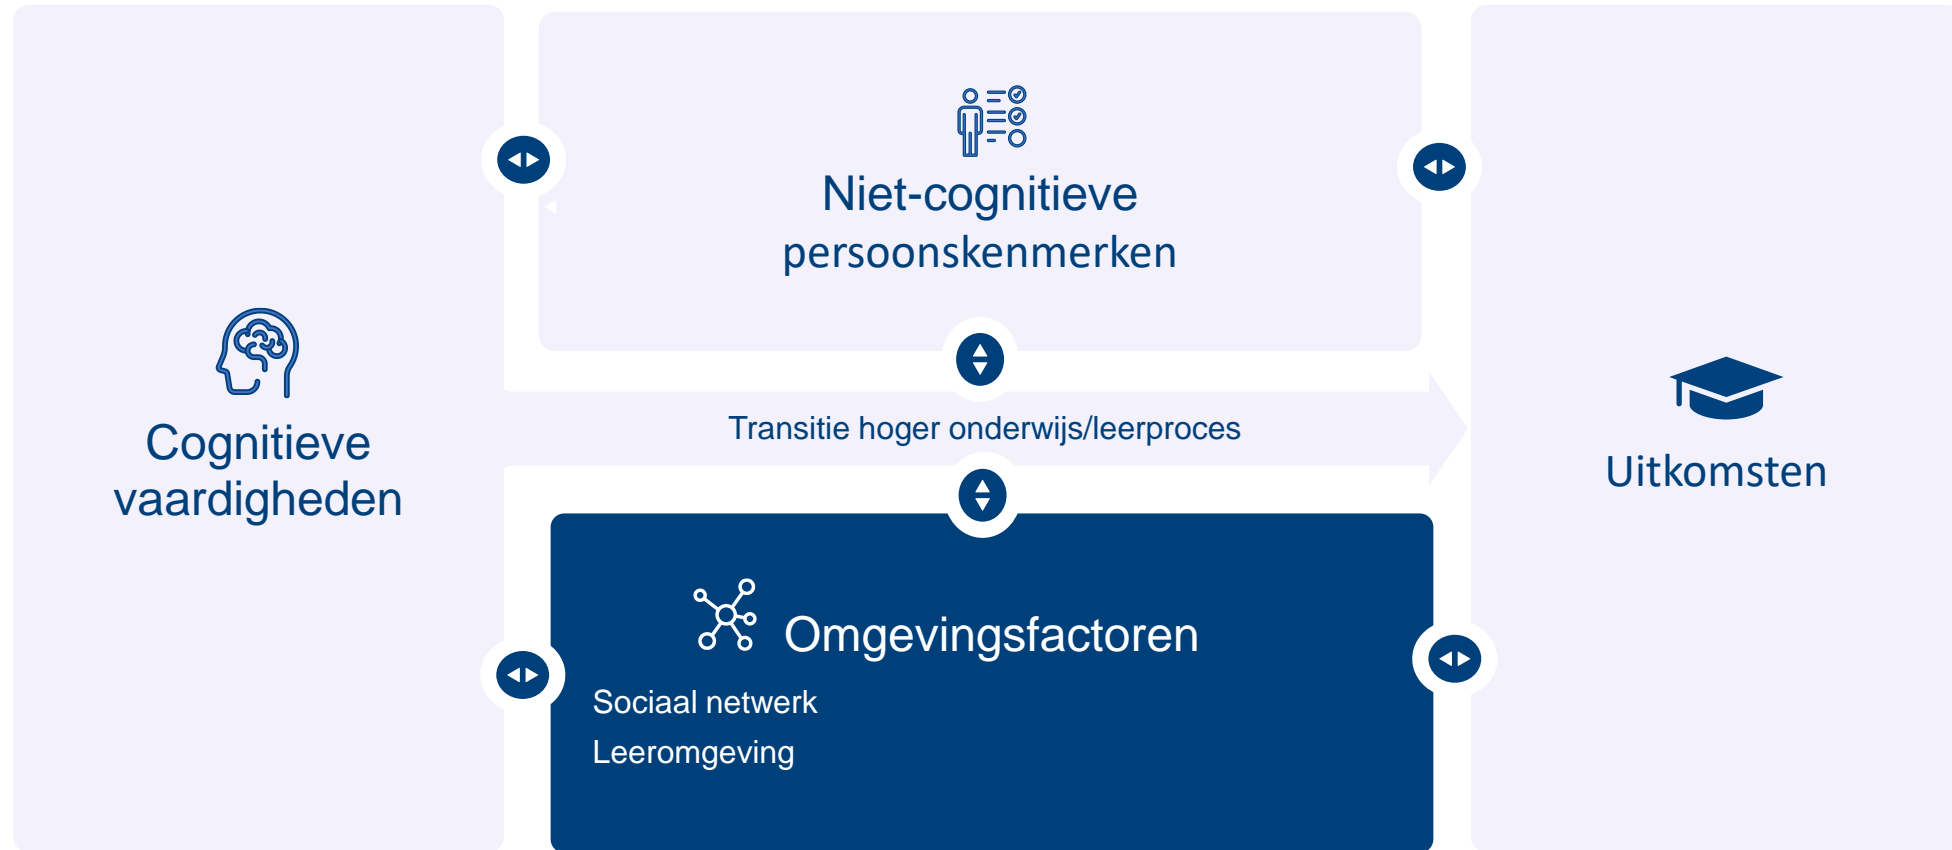 Cognitieve
vaardigheden
Niet-cognitieve
persoonskenmerken
Transitie hoger onderwijs/leerproces
Omgevingsfactoren
Sociaal netwerk
Leeromgeving
Uitkomsten